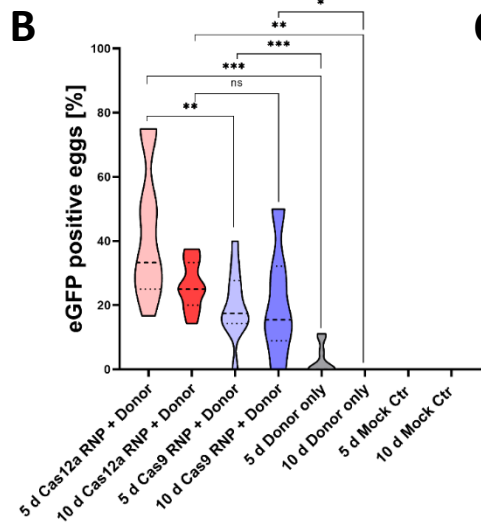 B
*
**
***
***
ns
**
eGFP positive eggs [%]
100
80
60
40
20
0
5 d Cas12a RNP + Donor
10 d Cas12a RNP + Donor
5 d Cas9 RNP + Donor
10 d Cas9 RNP + Donor
5 d Donor only
10 d Donor only
5 d Mock Ctr
10 d Mock Ctr